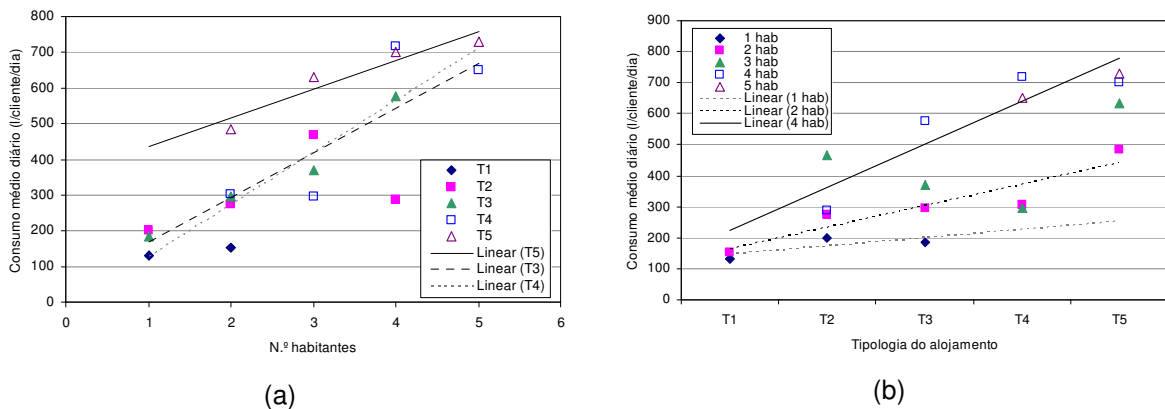 Consumo médio diário (l/cliente/dia)
800
700
600
500
400
300
200
100
0
0 1 2 3 4 5 6
N.º habitantes
T1
T2
T3
T4
T5
Linear (T5)
Linear (T3)
Linear (T4)
(a)
Consumo médio diário (l/cliente/dia)
900
800
700
600
500
400
300
200
100
0
1 hab
2 hab
3 hab
4 hab
5 hab
Linear (1 hab)
Linear (2 hab)
Linear (4 hab)
T1 T2 T3 T4 T5
Tipologia do alojamento
(b)